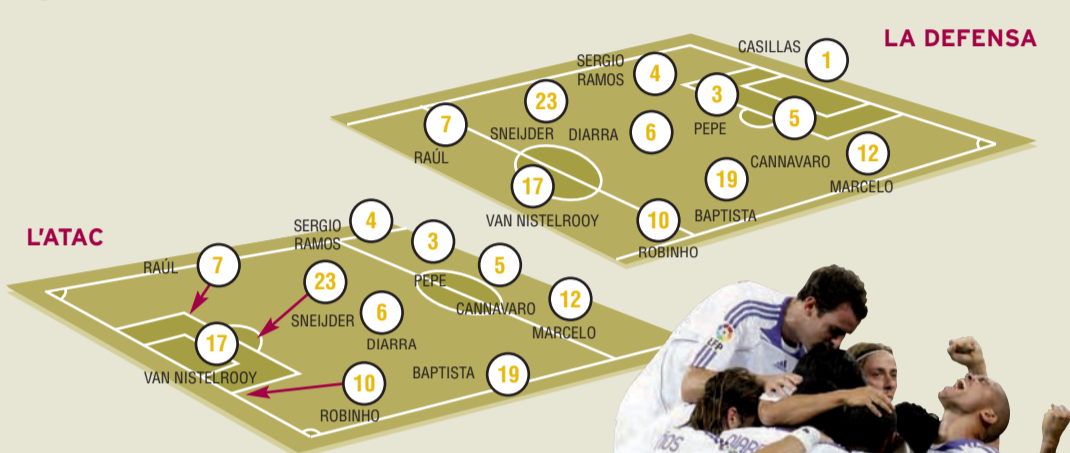 LA DEFENSA
CASILLAS
1
SERGIO
RAMOS
4
3
PEPE
5
CANNAVARO
12
MARCELO
23
SNEIJDER
DIARRA
6
7
RAÚL
17
VAN NISTELROOY
19
BAPTISTA
10
ROBINHO
L'ATAC
SERGIO
RAMOS
4
3
PEPE
5
CANNAVARO
12
MARCELO
RAÚL
7
23
SNEIJDER
6
DIARRA
17
VAN NISTELROOY
10
ROBINHO
BAPTISTA
19
LFP